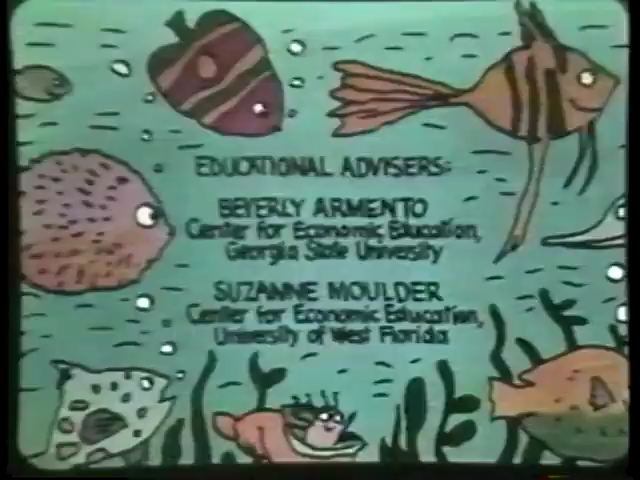 EDUCATIONAL ADVISERS:
BEVERLY ARMENTO
Center for Economic Education,
Georgia State University
SUZANNE MOULDER
Center for Economic Education,
University of West Florida